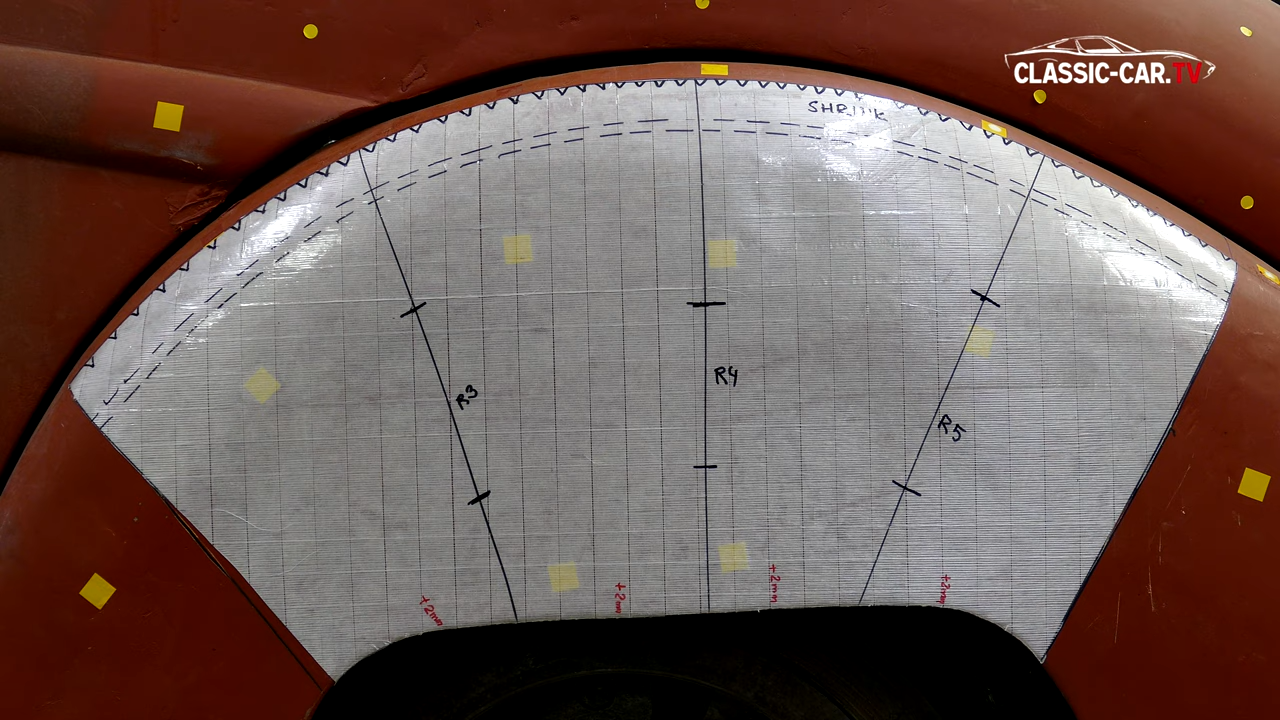 CLASSIC-CAR.TV
SHRINK
R3
R4
R5
+2mm
+2mm
+2mm
+2mm